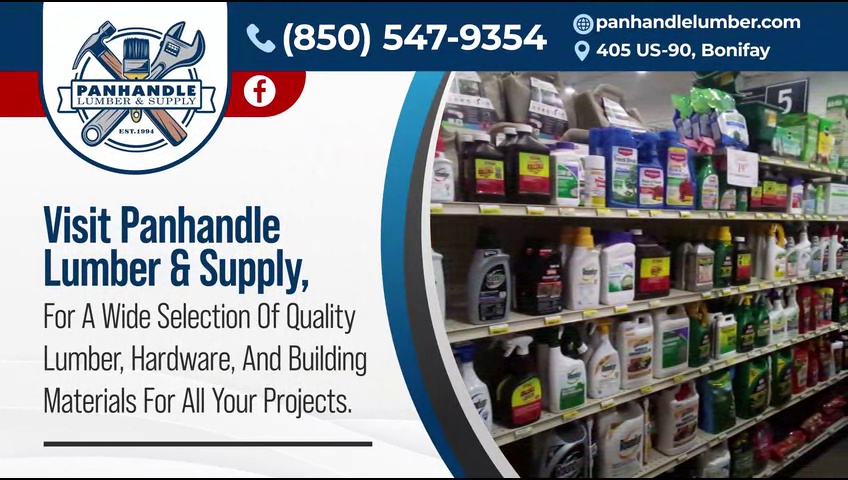 (850) 547-9354
panhandlelumber.com
405 US-90, Bonifay
PANHANDLE
LUMBER & SUPPLY
EST.1994
f
5
Visit Panhandle
Lumber & Supply,
For A Wide Selection Of Quality
Lumber, Hardware, And Building
Materials For All Your Projects.